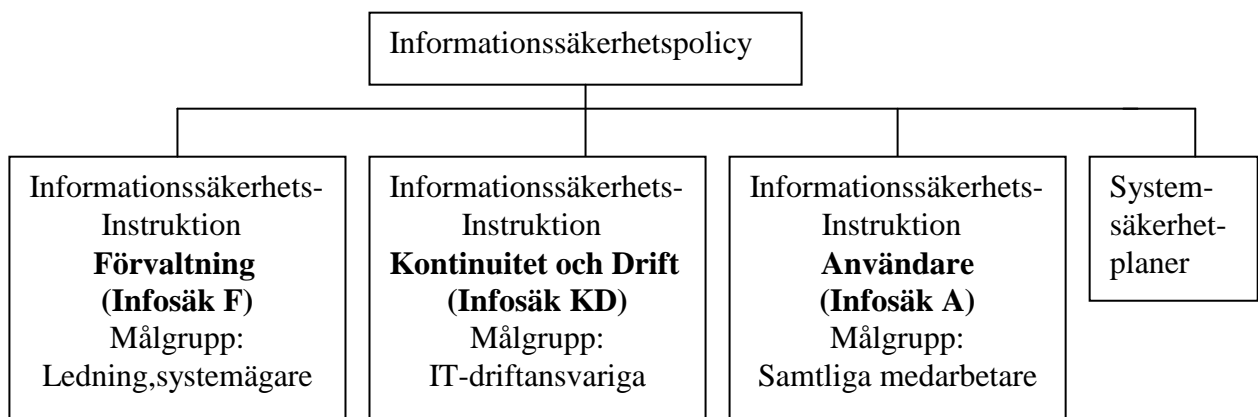 Informationssäkerhetspolicy
Informationssäkerhets-
Instruktion
Förvaltning
(Infosäk F)
Målgrupp:
Ledning,systemägare
Informationssäkerhets-
Instruktion
Kontinuitet och Drift
(Infosäk KD)
Målgrupp:
IT-driftansvariga
Informationssäkerhets-
Instruktion
Användare
(Infosäk A)
Målgrupp:
Samtliga medarbetare
System-
säkerhet-
planer